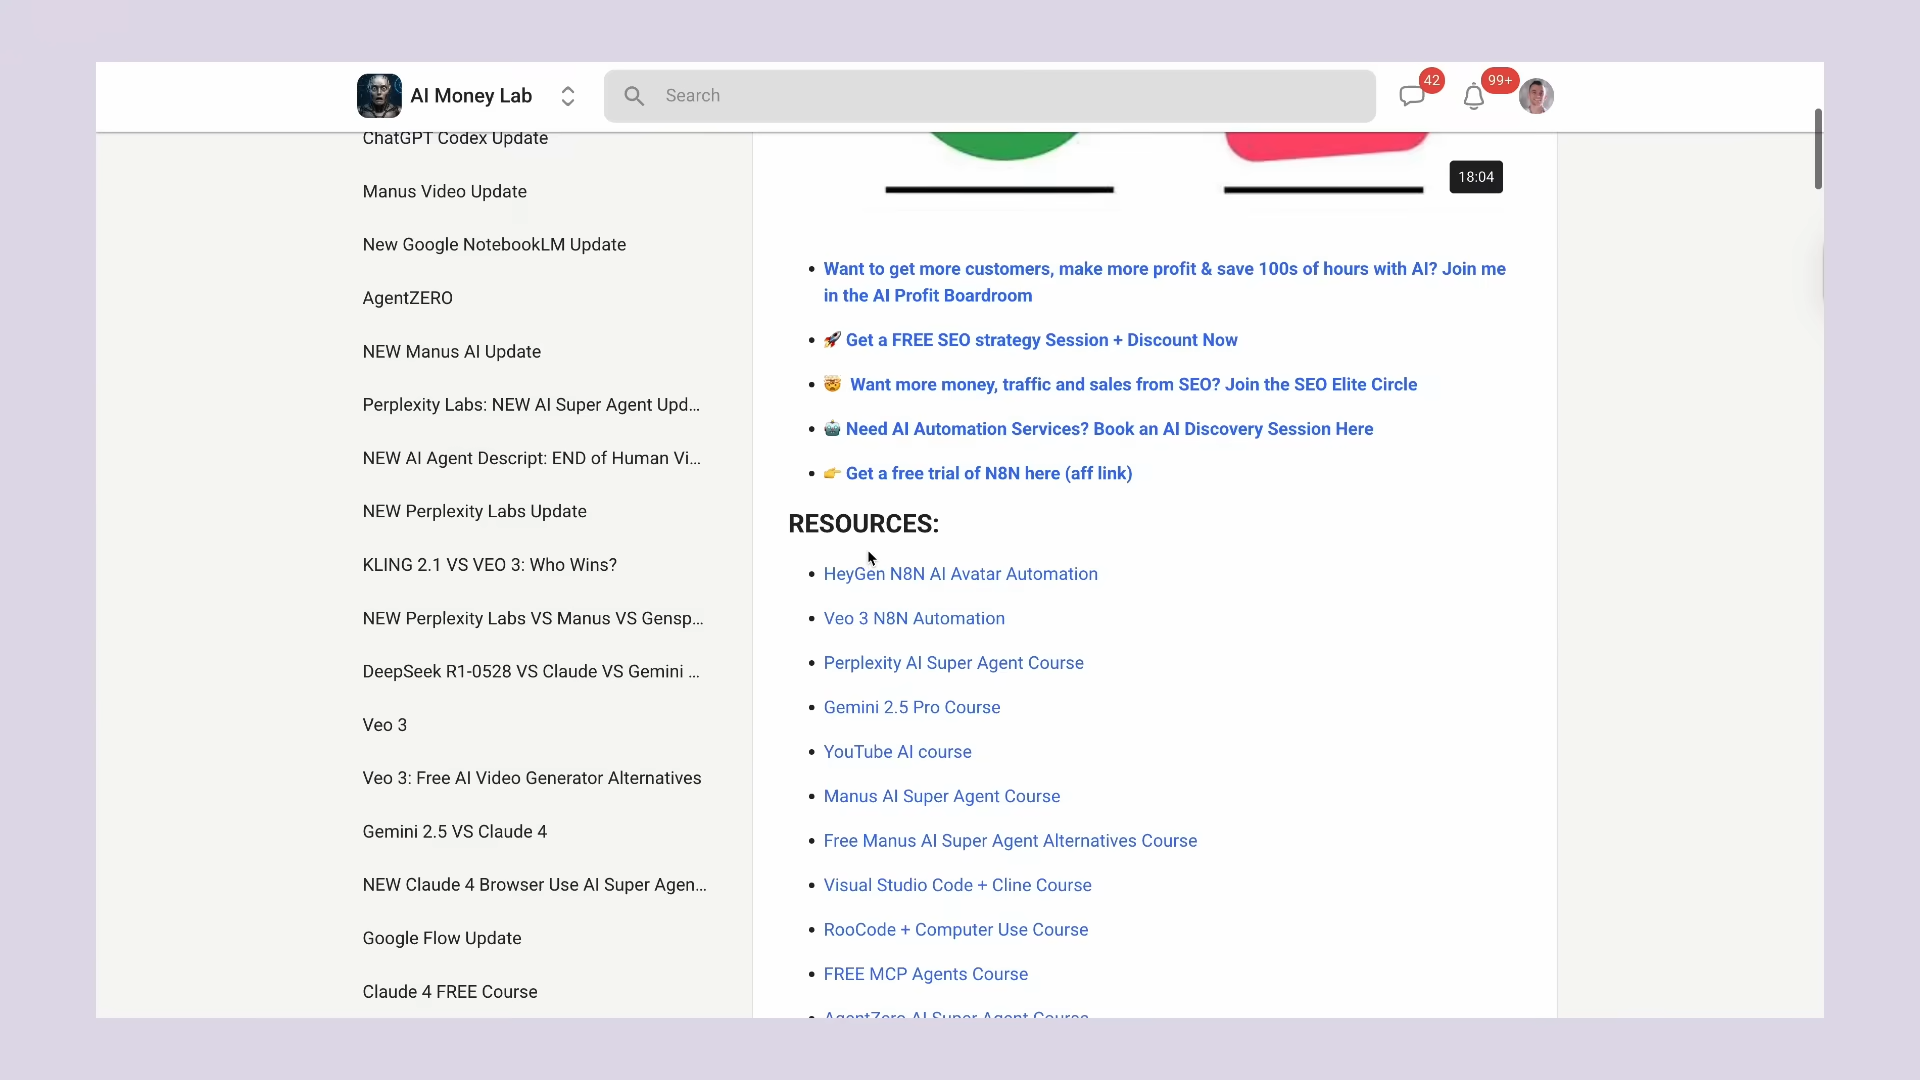 AI Money Lab
Search
42
99+
ChatGPT Codex Update
Manus Video Update
New Google NotebookLM Update
AgentZERO
NEW Manus AI Update
Perplexity Labs: NEW AI Super Agent Upd...
NEW AI Agent Descript: END of Human Vi...
NEW Perplexity Labs Update
KLING 2.1 VS VEO 3: Who Wins?
NEW Perplexity Labs VS Manus VS Gensp...
DeepSeek R1-0528 VS Claude VS Gemini ...
Veo 3
Veo 3: Free AI Video Generator Alternatives
Gemini 2.5 VS Claude 4
NEW Claude 4 Browser Use AI Super Agen...
Google Flow Update
Claude 4 FREE Course
18:04
• Want to get more customers, make more profit & save 100s of hours with AI? Join me
in the AI Profit Boardroom
• 🚀 Get a FREE SEO strategy Session + Discount Now
• 🤯 Want more money, traffic and sales from SEO? Join the SEO Elite Circle
• 🤖 Need AI Automation Services? Book an AI Discovery Session Here
• 👉 Get a free trial of N8N here (aff link)
RESOURCES:
• HeyGen N8N AI Avatar Automation
• Veo 3 N8N Automation
• Perplexity AI Super Agent Course
• Gemini 2.5 Pro Course
• YouTube AI course
• Manus AI Super Agent Course
• Free Manus AI Super Agent Alternatives Course
• Visual Studio Code + Cline Course
• RooCode + Computer Use Course
• FREE MCP Agents Course
• AgentZero AI Super Agent Course